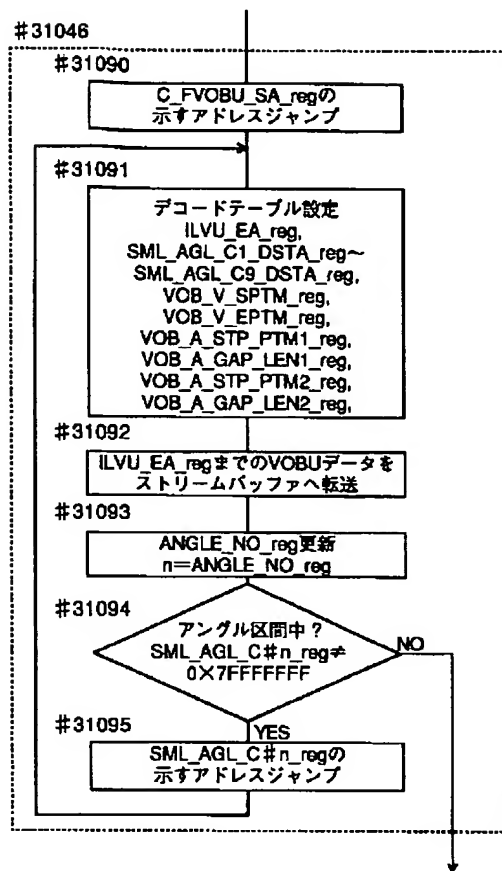 #31046
#31090
C_FVOBU_SA_regの
示すアドレスジャンプ
#31091
デコードテーブル設定
ILVU_EA_reg,
SML_AGL_C1_DSTA_reg~
SML_AGL_C9_DSTA_reg,
VOB_V_SPTM_reg,
VOB_V_EPTM_reg,
VOB_A_STP_PTM1_reg,
VOB_A_GAP_LEN1_reg,
VOB_A_STP_PTM2_reg,
VOB_A_GAP_LEN2_reg,
#31092
ILVU_EA_regまでのVOBUデータを
ストリームバッファへ転送
#31093
ANGLE_NO_reg更新
n=ANGLE_NO_reg
#31094
アングル区間中?
SML_AGL_C#n_reg≠
0×7FFFFFFF
NO
YES
#31095
SML_AGL_C#n_regの
示すアドレスジャンプ